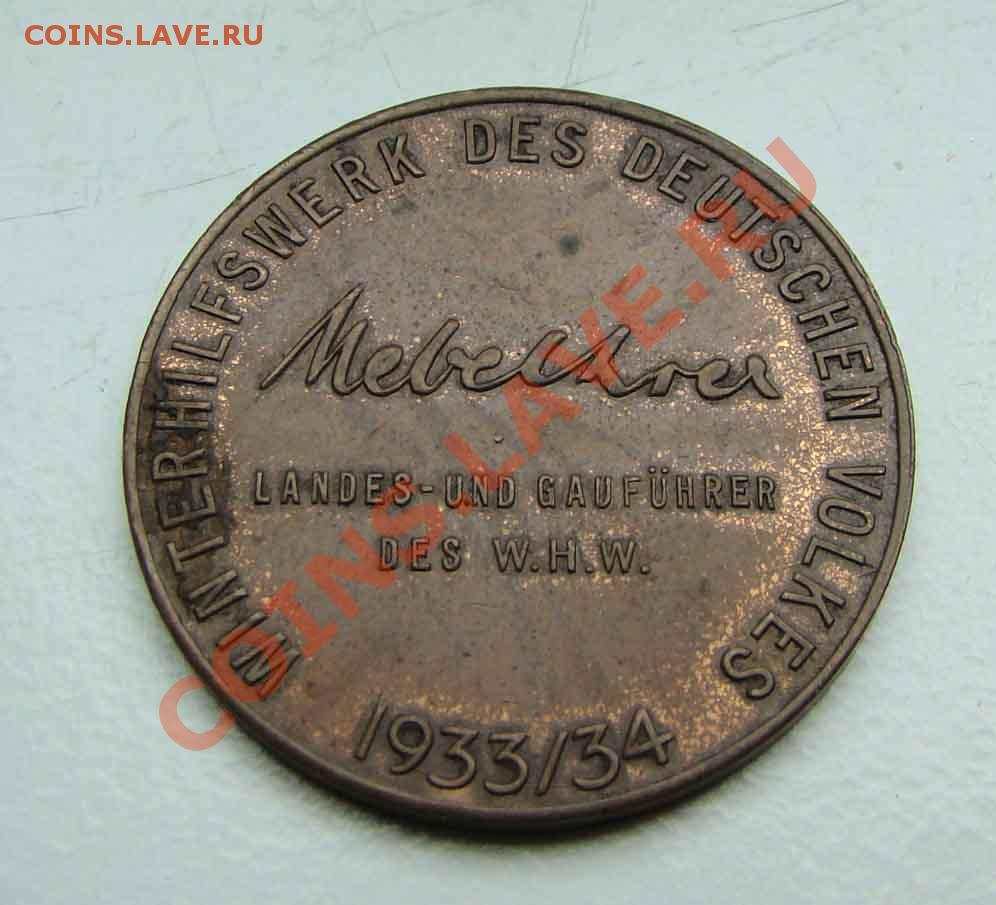 COINS.LAVE.RU
WINTERHILFSWERK DES DEUTSCHEN VOLKES
LANDES-UND GAUFÜHRER
DES W.H.W.
1933/34
COINS.LAVE.RU